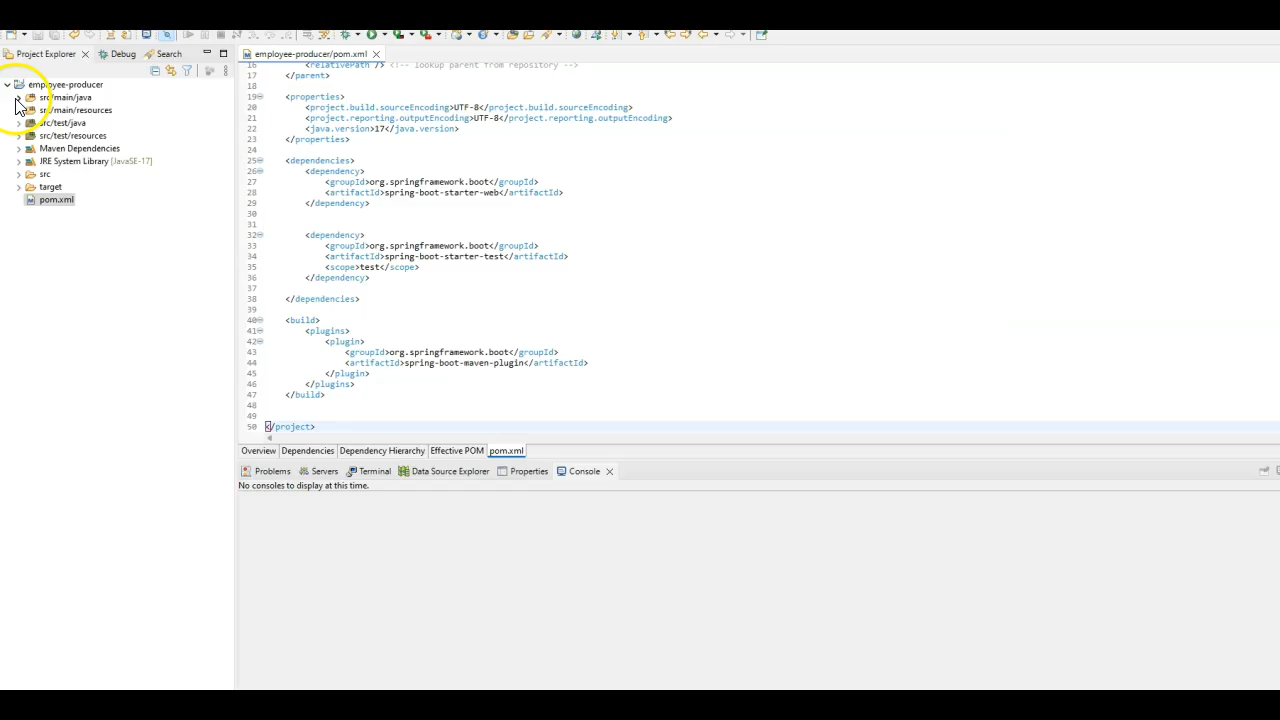 Project Explorer
Debug
Search
employee-producer
src/main/java
src/main/resources
src/test/java
src/test/resources
Maven Dependencies
JRE System Library [JavaSE-17]
src
target
pom.xml
employee-producer/pom.xml
16 <relativePath /> <!-- lookup parent from repository -->
17 </parent>
18
19 <properties>
20 <project.build.sourceEncoding>UTF-8</project.build.sourceEncoding>
21 <project.reporting.outputEncoding>UTF-8</project.reporting.outputEncoding>
22 <java.version>17</java.version>
23 </properties>
24
25 <dependencies>
26 <dependency>
27 <groupId>org.springframework.boot</groupId>
28 <artifactId>spring-boot-starter-web</artifactId>
29 </dependency>
30
31
32 <dependency>
33 <groupId>org.springframework.boot</groupId>
34 <artifactId>spring-boot-starter-test</artifactId>
35 <scope>test</scope>
36 </dependency>
37
38 </dependencies>
39
40 <build>
41 <plugins>
42 <plugin>
43 <groupId>org.springframework.boot</groupId>
44 <artifactId>spring-boot-maven-plugin</artifactId>
45 </plugin>
46 </plugins>
47 </build>
48
49
50 </project>
Overview Dependencies Dependency Hierarchy Effective POM pom.xml
Problems Servers Terminal Data Source Explorer Properties Console
No consoles to display at this time.